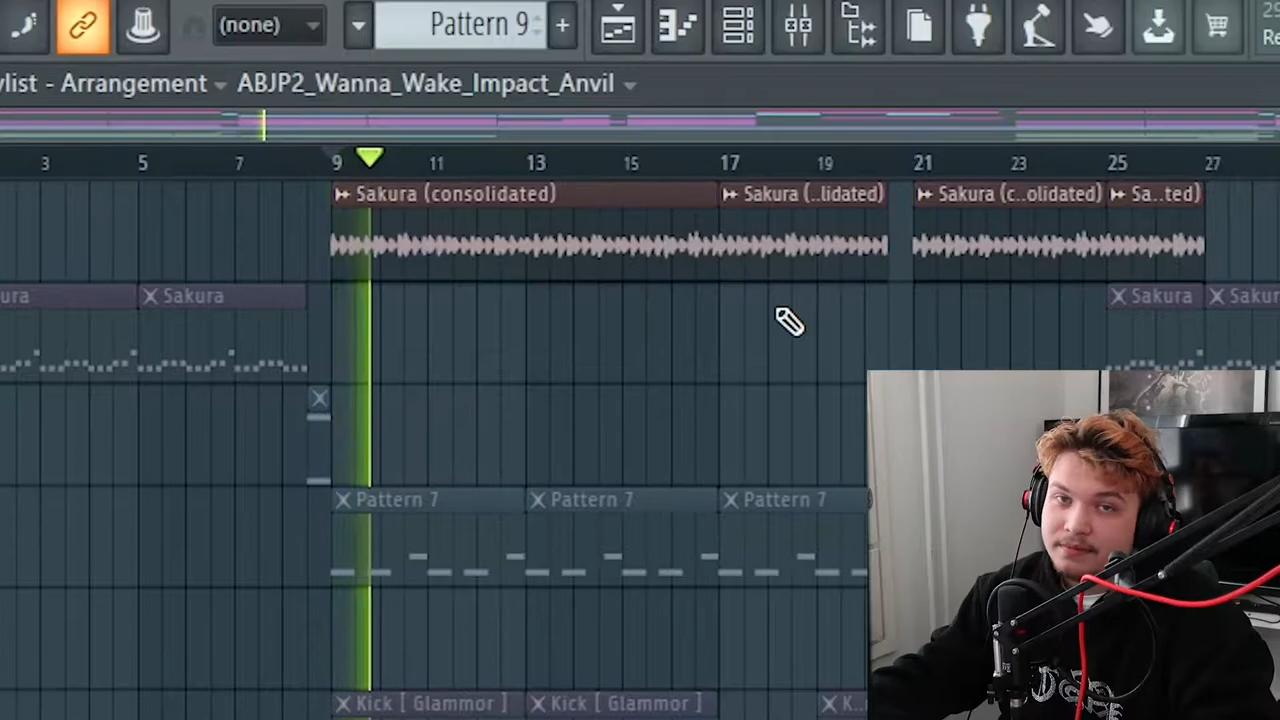 (none) Pattern 9 +
ylist - Arrangement ABJP2_Wanna_Wake_Impact_Anvil
3 5 7 9 11 13 15 17 19 21 23 25 27
Sakura (consolidated) Sakura (..lidated) Sakura (c..olidated) Sa..ted)
ura Sakura Sakura Sakur
Pattern 7 Pattern 7 Pattern 7
Kick [ Glammor ] Kick [ Glammor ] K..